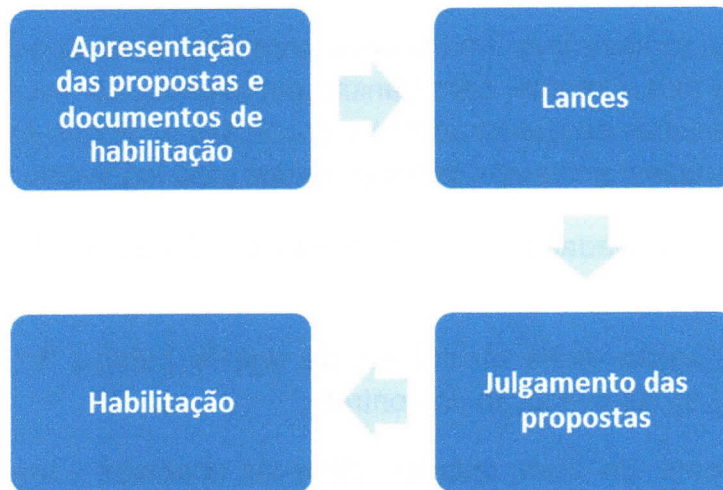 Apresentação
das propostas e
documentos de
habilitação
Lances
Julgamento das
propostas
Habilitação